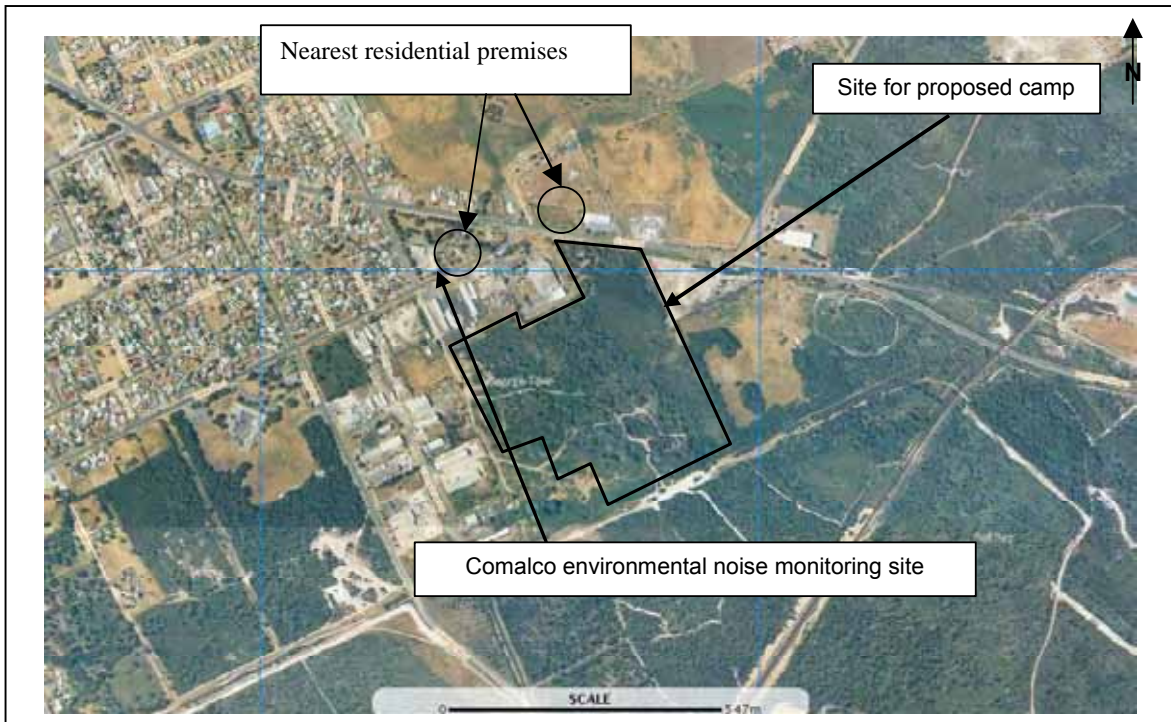 Nearest residential premises
Site for proposed camp
N
Comalco environmental noise monitoring site
SCALE
0 547m